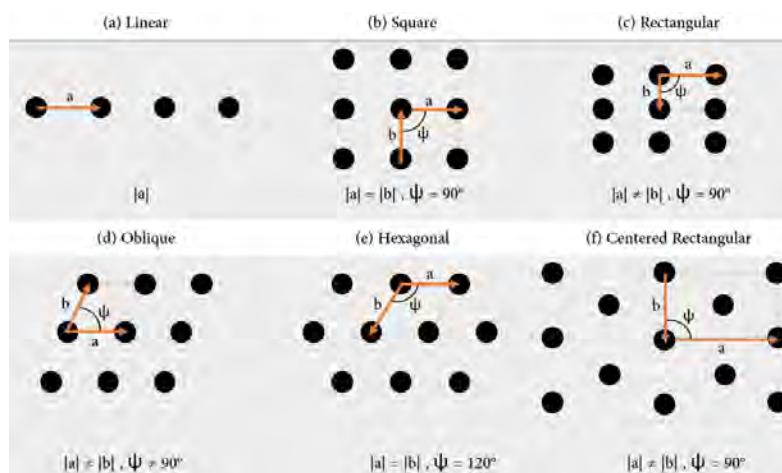 (a) Linear
(b) Square
(c) Rectangular
a
a
b
ψ
a
b
ψ
|a|
|a| = |b| , ψ = 90°
|a| ≠ |b| , ψ = 90°
(d) Oblique
(e) Hexagonal
(f) Centered Rectangular
b
ψ
a
a
b
ψ
b
ψ
a
|a| ≠ |b| , ψ ≠ 90°
|a| = |b| , ψ = 120°
|a| ≠ |b| , ψ = 90°